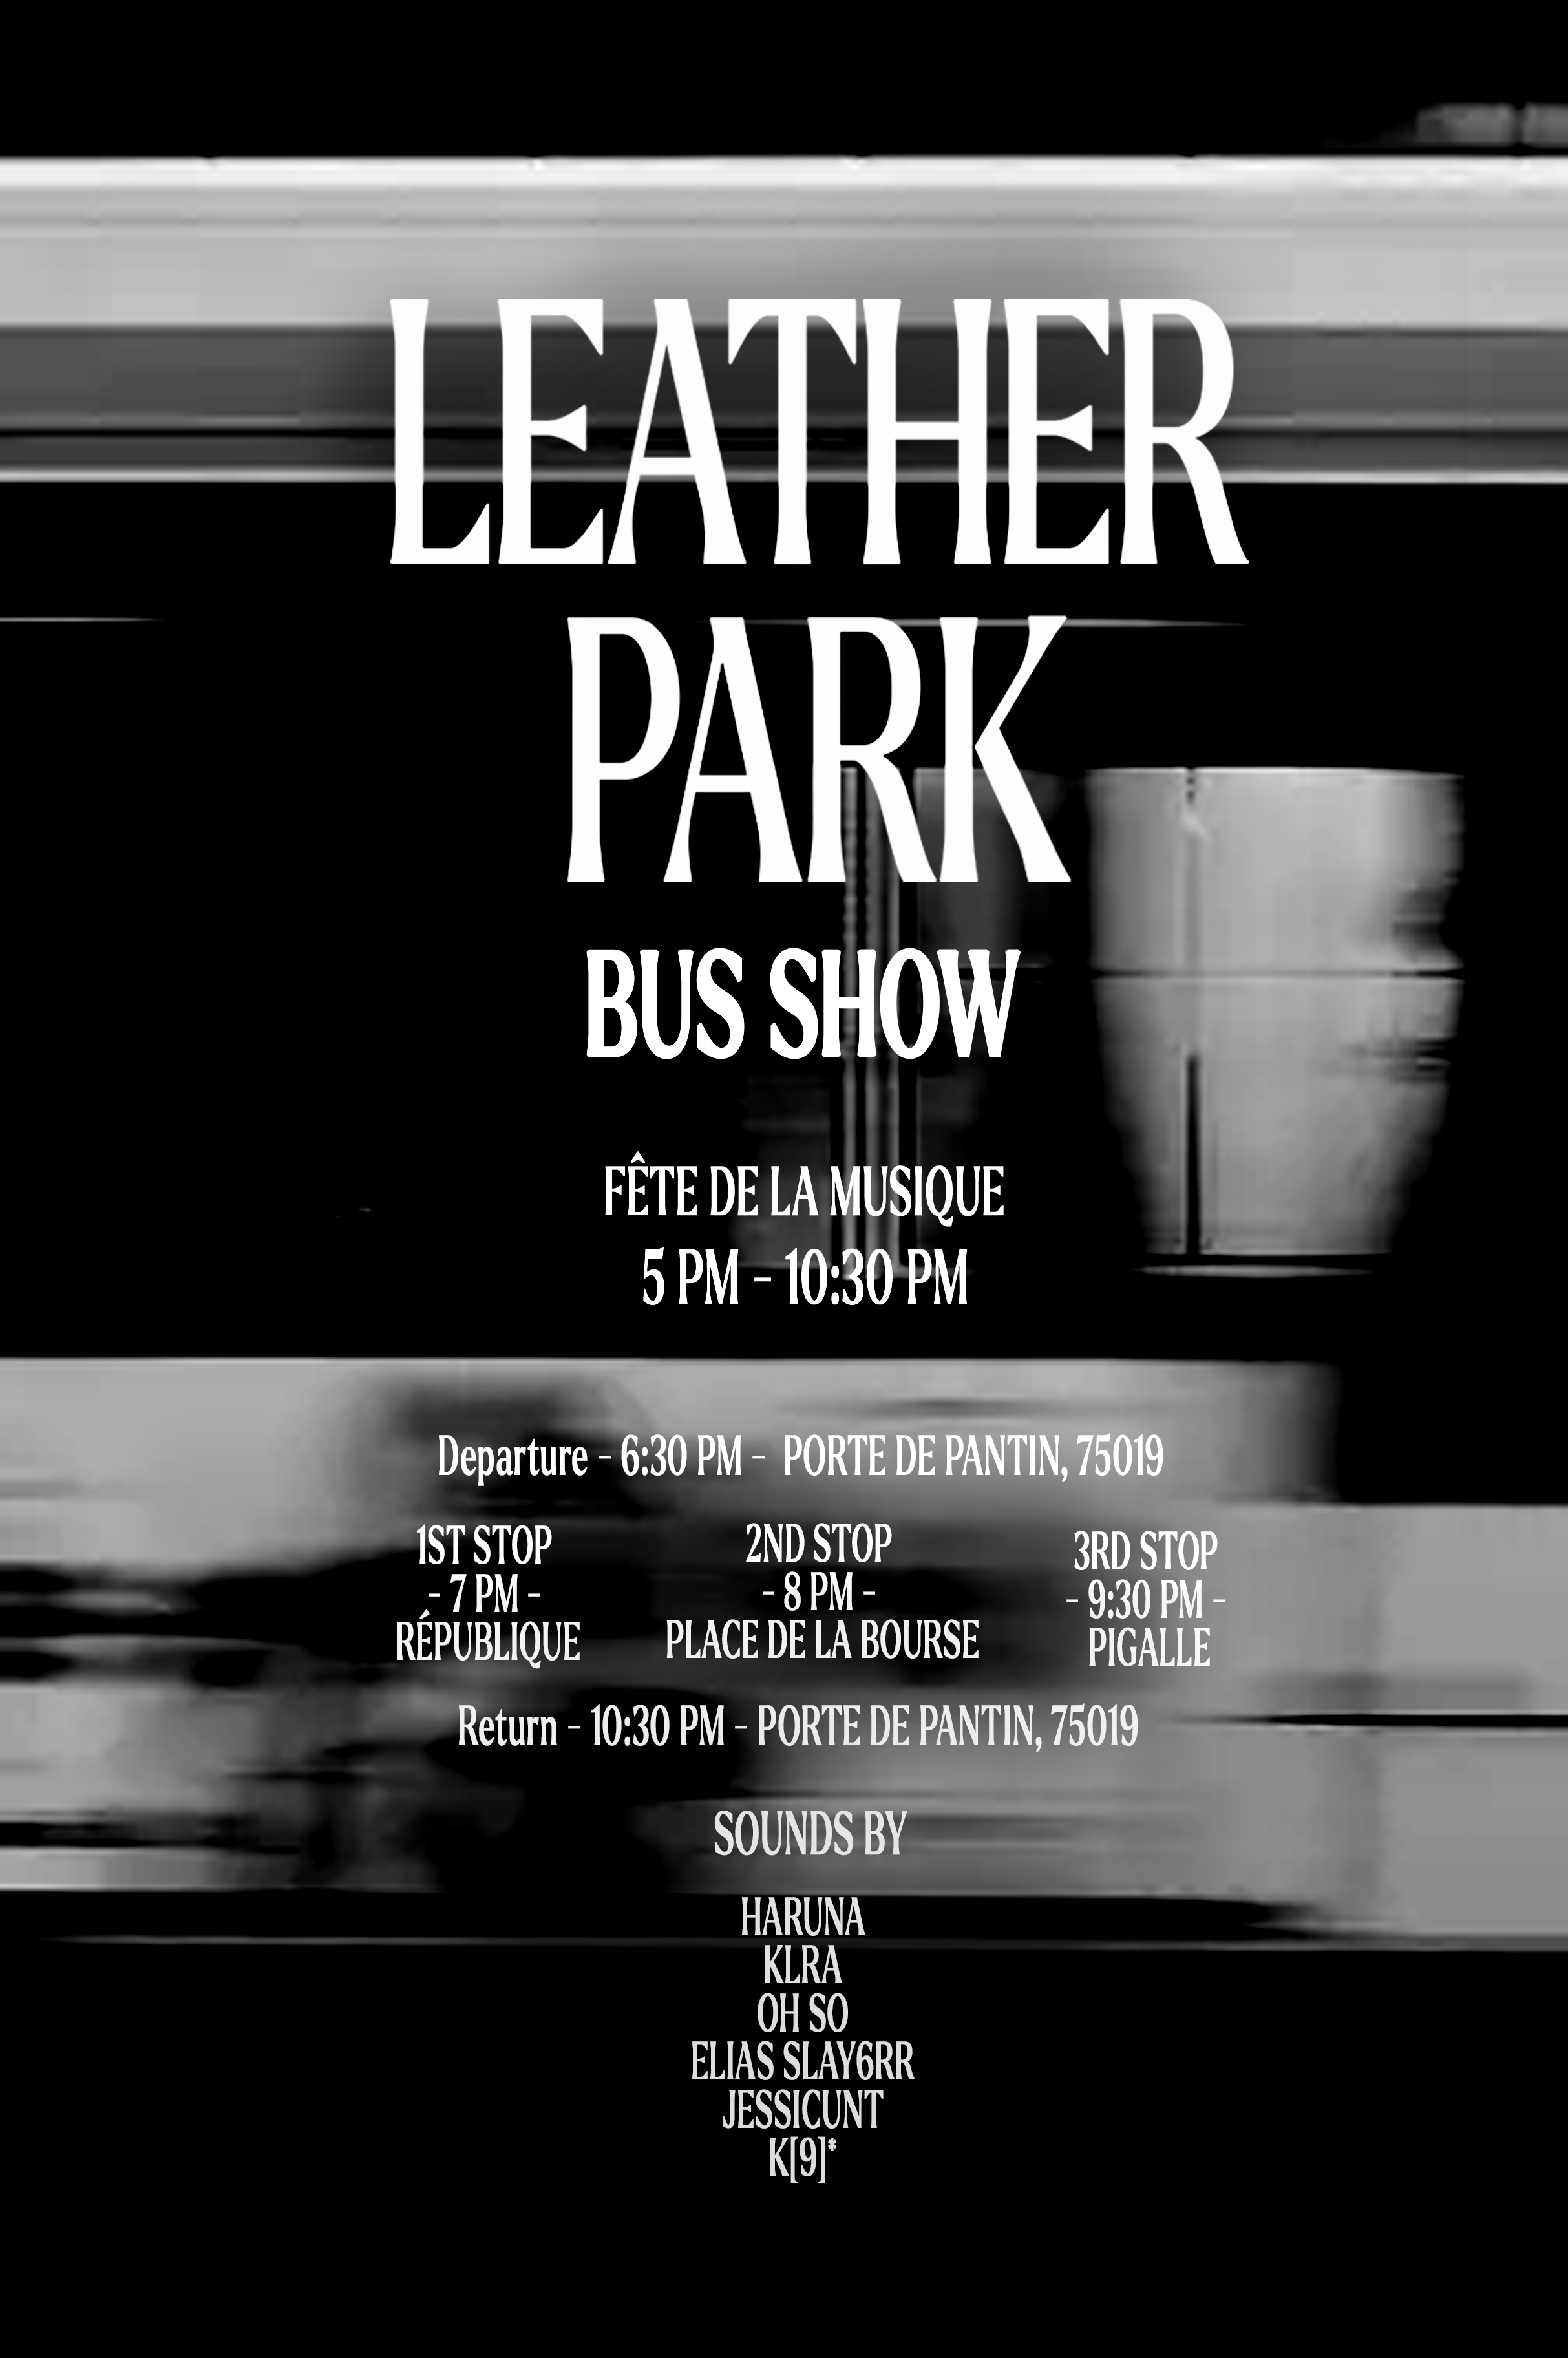 LEATHER
PARK
BUS SHOW
FÊTE DE LA MUSIQUE
5 PM - 10:30 PM
Departure - 6:30 PM - PORTE DE PANTIN, 75019
1ST STOP
- 7 PM -
RÉPUBLIQUE
2ND STOP
- 8 PM -
PLACE DE LA BOURSE
3RD STOP
- 9:30 PM -
PIGALLE
Return - 10:30 PM - PORTE DE PANTIN, 75019
SOUNDS BY
HARUNA
KLRA
OH SO
ELIAS SLAY6RR
JESSICUNT
K[9]*